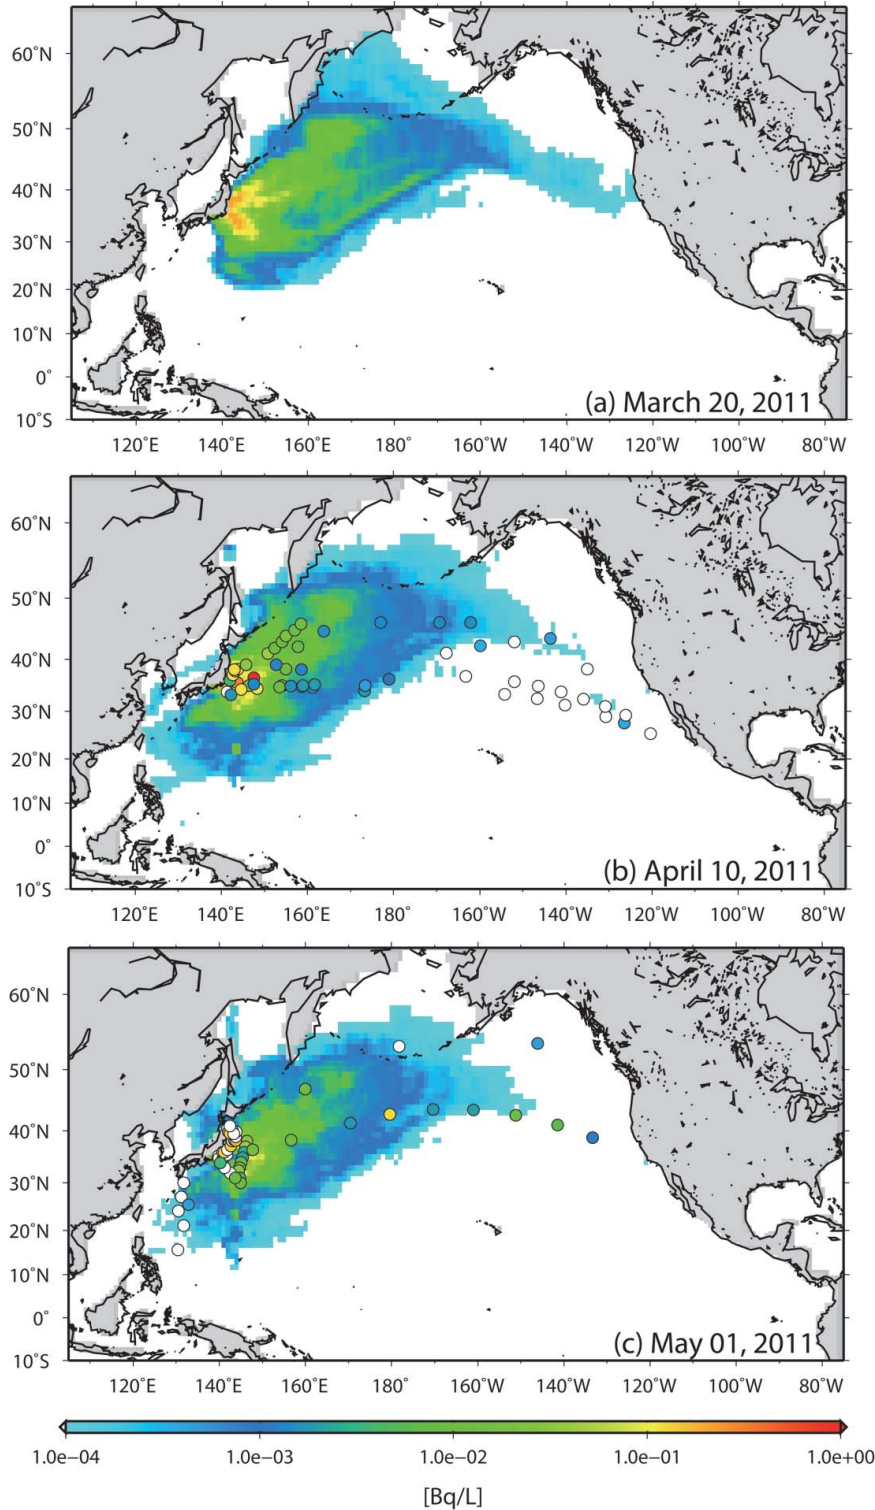 60°N
50°N
40°N
30°N
20°N
10°N
0°
10°S
(a) March 20, 2011
120°E 140°E 160°E 180° 160°W 140°W 120°W 100°W 80°W
60°N
50°N
40°N
30°N
20°N
10°N
0°
10°S
(b) April 10, 2011
120°E 140°E 160°E 180° 160°W 140°W 120°W 100°W 80°W
60°N
50°N
40°N
30°N
20°N
10°N
0°
10°S
(c) May 01, 2011
120°E 140°E 160°E 180° 160°W 140°W 120°W 100°W 80°W
1.0e−04 1.0e−03 1.0e−02 1.0e−01 1.0e+00
[Bq/L]